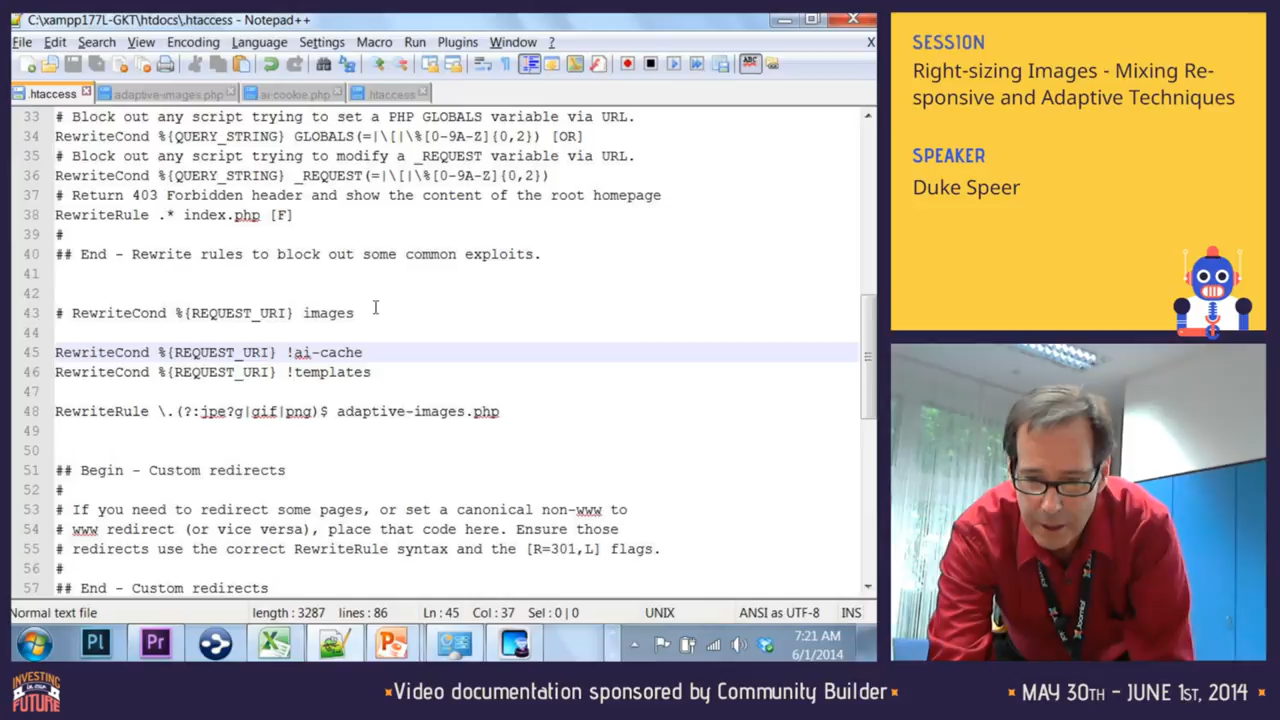 C:\xampp177L-GKT\htdocs\.htaccess - Notepad++
File Edit Search View Encoding Language Settings Macro Run Plugins Window ? X
.htaccess adaptive-images.php ai-cookie.php .htaccess
33 # Block out any script trying to set a PHP GLOBALS variable via URL.
34 RewriteCond %{QUERY_STRING} GLOBALS(=|\[|\%[0-9A-Z]{0,2}) [OR]
35 # Block out any script trying to modify a _REQUEST variable via URL.
36 RewriteCond %{QUERY_STRING} _REQUEST(=|\[|\%[0-9A-Z]{0,2})
37 # Return 403 Forbidden header and show the content of the root homepage
38 RewriteRule .* index.php [F]
39 #
40 ## End - Rewrite rules to block out some common exploits.
41
42
43 # RewriteCond %{REQUEST_URI} images
44
45 RewriteCond %{REQUEST_URI} !ai-cache
46 RewriteCond %{REQUEST_URI} !templates
47
48 RewriteRule \.(?:jpe?g|gif|png)$ adaptive-images.php
49
50
51 ## Begin - Custom redirects
52 #
53 # If you need to redirect some pages, or set a canonical non-www to
54 # www redirect (or vice versa), place that code here. Ensure those
55 # redirects use the correct RewriteRule syntax and the [R=301,L] flags.
56 #
57 ## End - Custom redirects
Normal text file length : 3287 lines : 86 Ln : 45 Col : 37 Sel : 0 | 0 UNIX ANSI as UTF-8 INS
Pl Pr
7:21 AM
6/1/2014
SESSION
Right-sizing Images - Mixing Re-
sponsive and Adaptive Techniques
SPEAKER
Duke Speer
INVESTING
IN OUR
FUTURE
Video documentation sponsored by Community Builder
MAY 30TH - JUNE 1ST, 2014